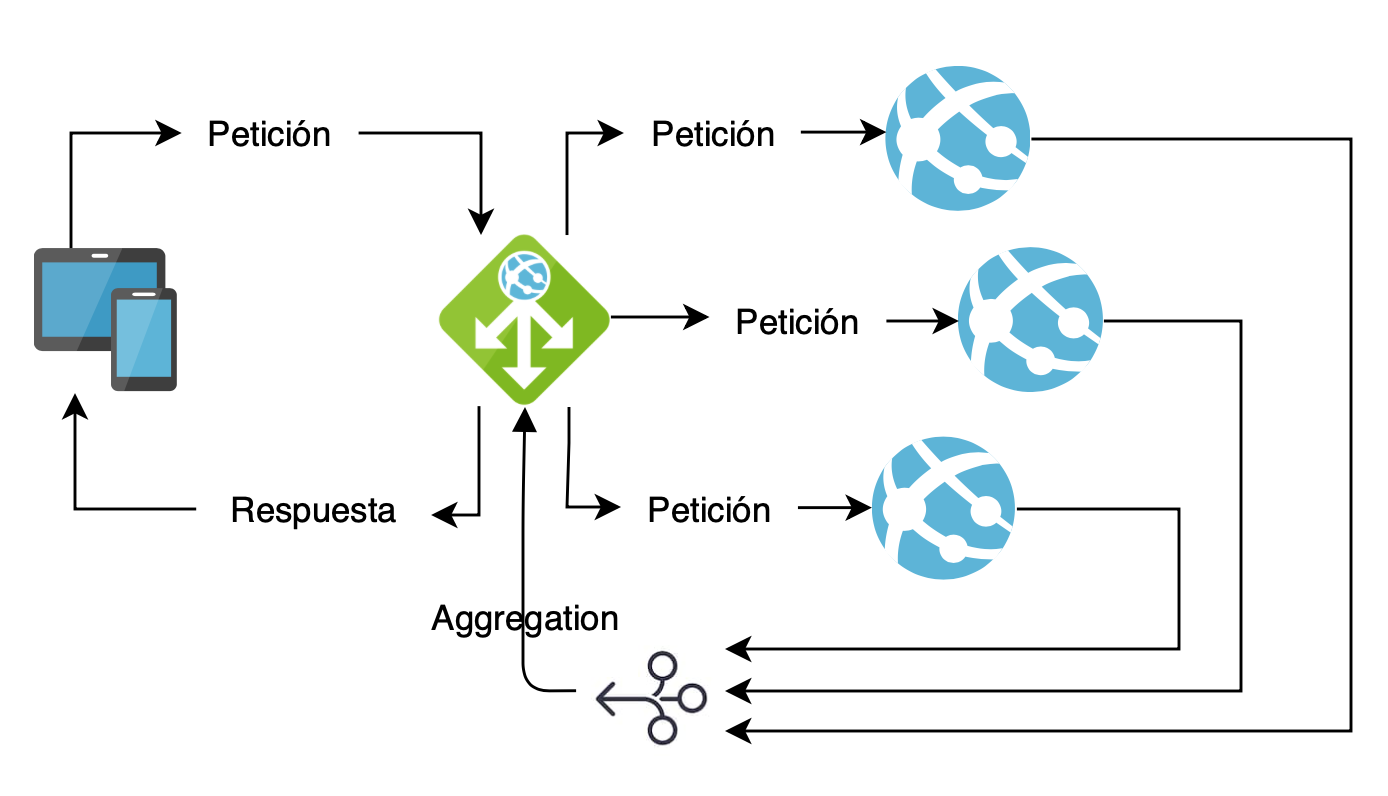 Petición
Petición
Petición
Respuesta
Petición
Aggregation